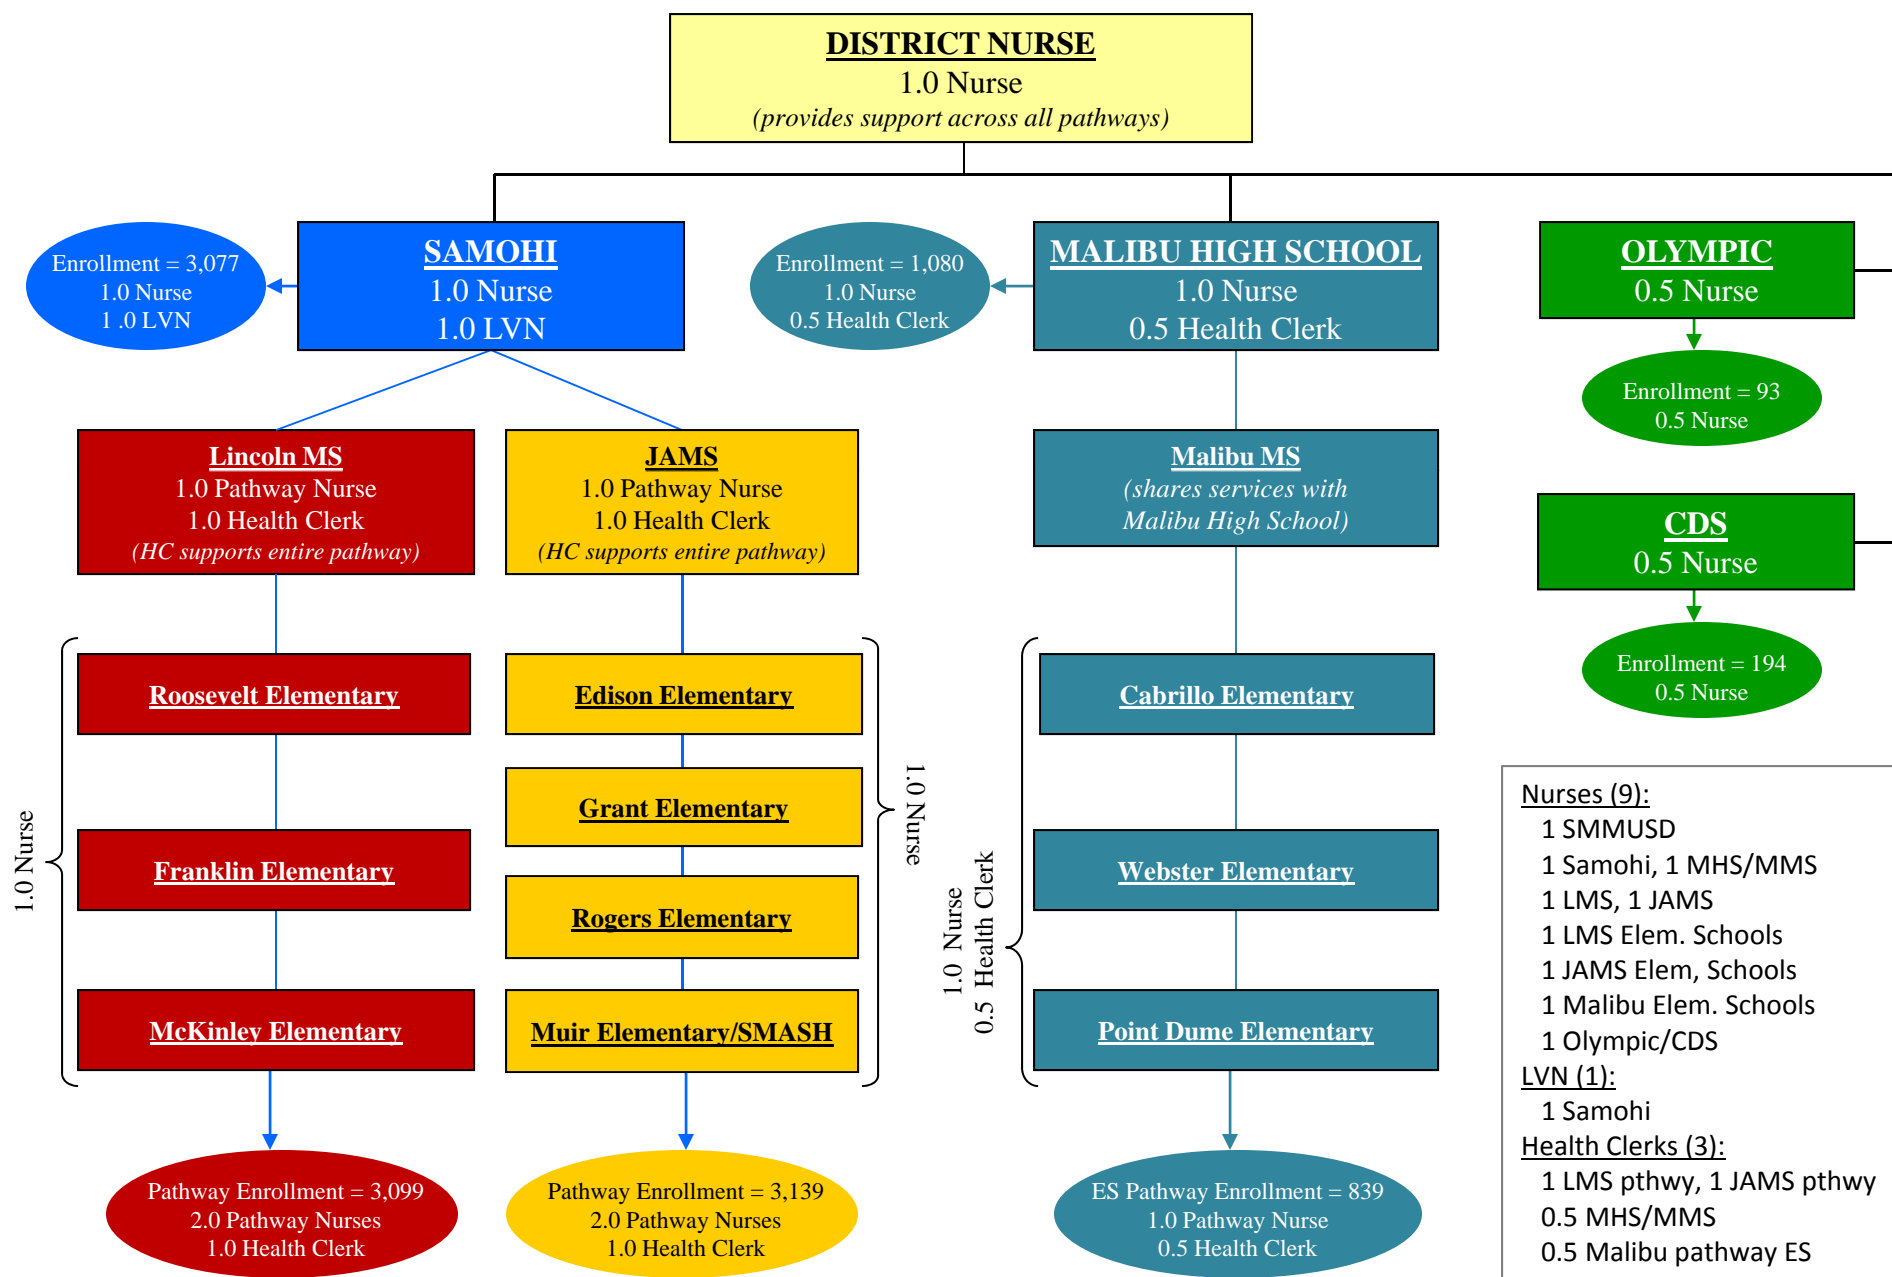 DISTRICT NURSE
1.0 Nurse
(provides support across all pathways)
Enrollment = 3,077
1.0 Nurse
1 .0 LVN
SAMOHI
1.0 Nurse
1.0 LVN
Enrollment = 1,080
1.0 Nurse
0.5 Health Clerk
MALIBU HIGH SCHOOL
1.0 Nurse
0.5 Health Clerk
OLYMPIC
0.5 Nurse
Enrollment = 93
0.5 Nurse
Lincoln MS
1.0 Pathway Nurse
1.0 Health Clerk
(HC supports entire pathway)
JAMS
1.0 Pathway Nurse
1.0 Health Clerk
(HC supports entire pathway)
Malibu MS
(shares services with
Malibu High School)
CDS
0.5 Nurse
Enrollment = 194
0.5 Nurse
1.0 Nurse
Roosevelt Elementary
Franklin Elementary
McKinley Elementary
Edison Elementary
Grant Elementary
Rogers Elementary
Muir Elementary/SMASH
1.0 Nurse
1.0 Nurse
0.5 Health Clerk
Cabrillo Elementary
Webster Elementary
Point Dume Elementary
Pathway Enrollment = 3,099
2.0 Pathway Nurses
1.0 Health Clerk
Pathway Enrollment = 3,139
2.0 Pathway Nurses
1.0 Health Clerk
ES Pathway Enrollment = 839
1.0 Pathway Nurse
0.5 Health Clerk
Nurses (9):
1 SMMUSD
1 Samohi, 1 MHS/MMS
1 LMS, 1 JAMS
1 LMS Elem. Schools
1 JAMS Elem, Schools
1 Malibu Elem. Schools
1 Olympic/CDS
LVN (1):
1 Samohi
Health Clerks (3):
1 LMS pthwy, 1 JAMS pthwy
0.5 MHS/MMS
0.5 Malibu pathway ES